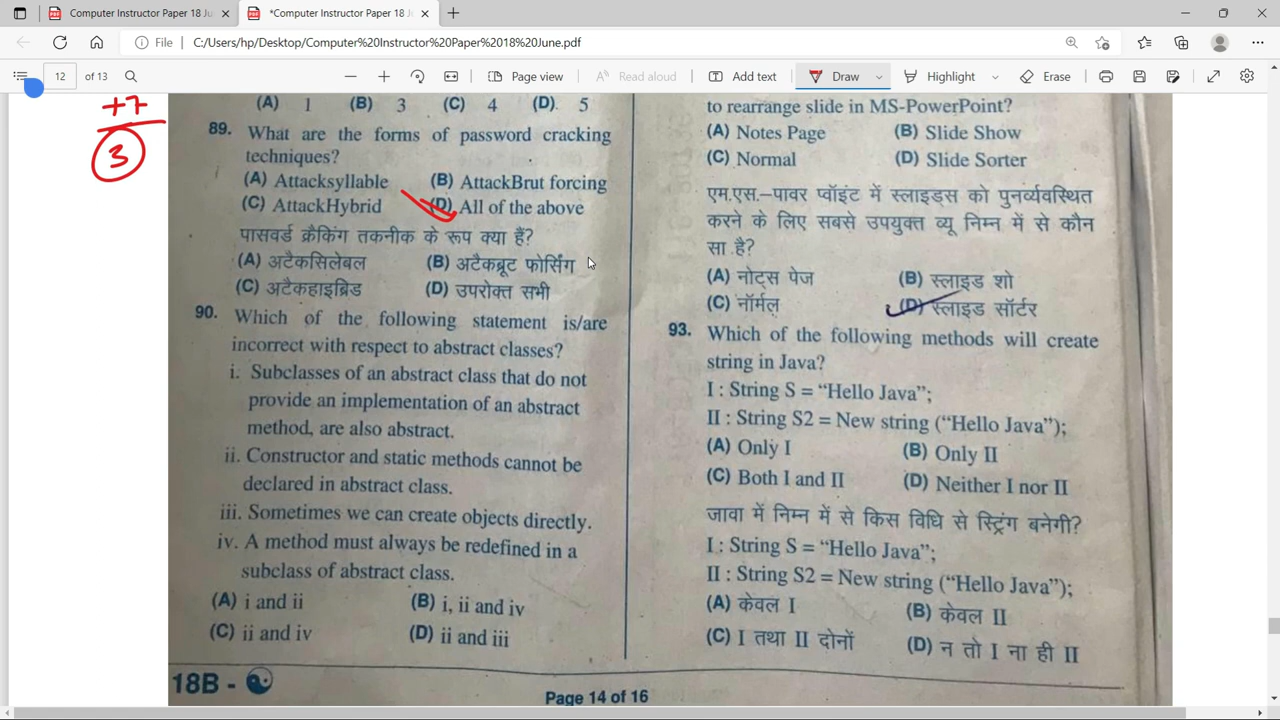 Computer Instructor Paper 18 Ju
*Computer Instructor Paper 18 J
File
C:/Users/hp/Desktop/Computer%20Instructor%20Paper%2018%20June.pdf
12
of 13
Page view
Read aloud
Add text
Draw
Highlight
Erase
+7
3
(A) 1 (B) 3 (C) 4 (D). 5
89. What are the forms of password cracking
techniques?
(A) Attacksyllable (B) AttackBrut forcing
(C) AttackHybrid (D) All of the above
पासवर्ड क्रैकिंग तकनीक के रूप क्या हैं?
(A) अटैकसिलेबल (B) अटैकब्रूट फोर्सिंग
(C) अटैकहाइब्रिड (D) उपरोक्त सभी
90. Which of the following statement is/are
incorrect with respect to abstract classes?
i. Subclasses of an abstract class that do not
provide an implementation of an abstract
method, are also abstract.
ii. Constructor and static methods cannot be
declared in abstract class.
iii. Sometimes we can create objects directly.
iv. A method must always be redefined in a
subclass of abstract class.
(A) i and ii (B) i, ii and iv
(C) ii and iv (D) ii and iii
to rearrange slide in MS-PowerPoint?
(A) Notes Page (B) Slide Show
(C) Normal (D) Slide Sorter
एम.एस.–पावर प्वॉइंट में स्लाइड्स को पुनर्व्यवस्थित
करने के लिए सबसे उपयुक्त व्यू निम्न में से कौन
सा है?
(A) नोट्स पेज (B) स्लाइड शो
(C) नॉर्मल (D) स्लाइड सॉर्टर
93. Which of the following methods will create
string in Java?
I : String S = “Hello Java”;
II : String S2 = New string (“Hello Java”);
(A) Only I (B) Only II
(C) Both I and II (D) Neither I nor II
जावा में निम्न में से किस विधि से स्ट्रिंग बनेगी?
I : String S = “Hello Java”;
II : String S2 = New string (“Hello Java”);
(A) केवल I (B) केवल II
(C) I तथा II दोनों (D) न तो I ना ही II
18B -
Page 14 of 16